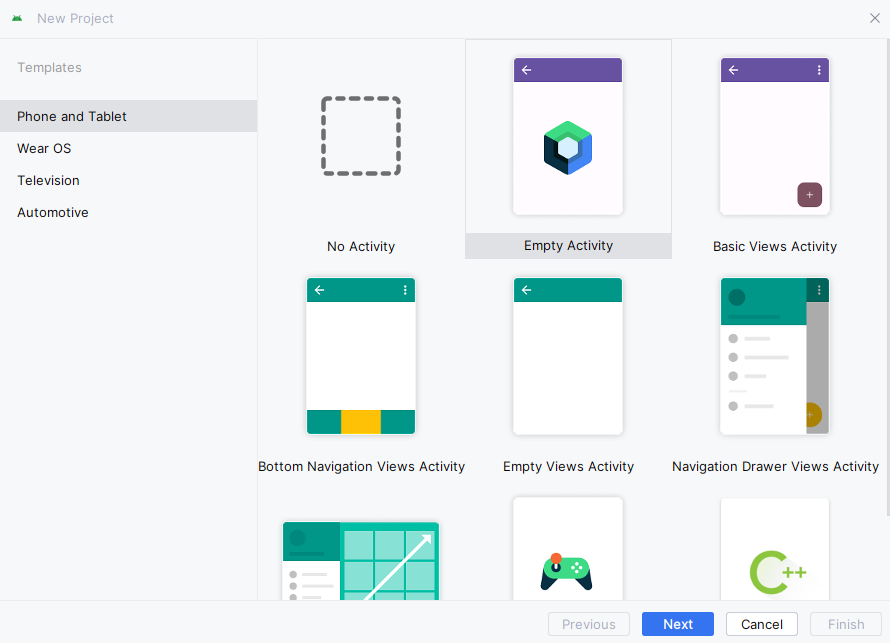 New Project
Templates
Phone and Tablet
Wear OS
Television
Automotive
No Activity
Empty Activity
Basic Views Activity
Bottom Navigation Views Activity
Empty Views Activity
Navigation Drawer Views Activity
C++
Previous
Next
Cancel
Finish